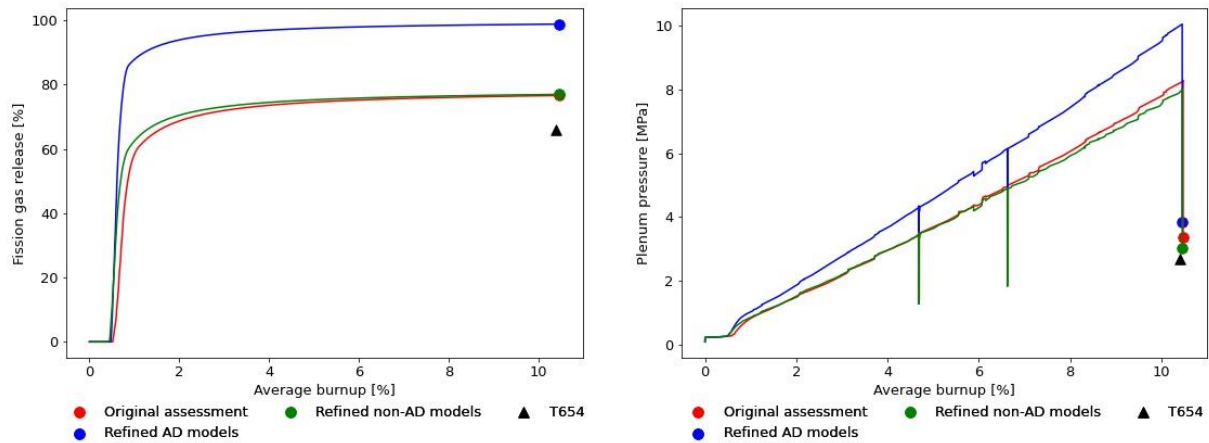 Fission gas release [%]
100
80
60
40
20
0
0 2 4 6 8 10
Average burnup [%]
Original assessment Refined non-AD models T654
Refined AD models
Plenum pressure [MPa]
10
8
6
4
2
0
0 2 4 6 8 10
Average burnup [%]
Original assessment Refined non-AD models T654
Refined AD models